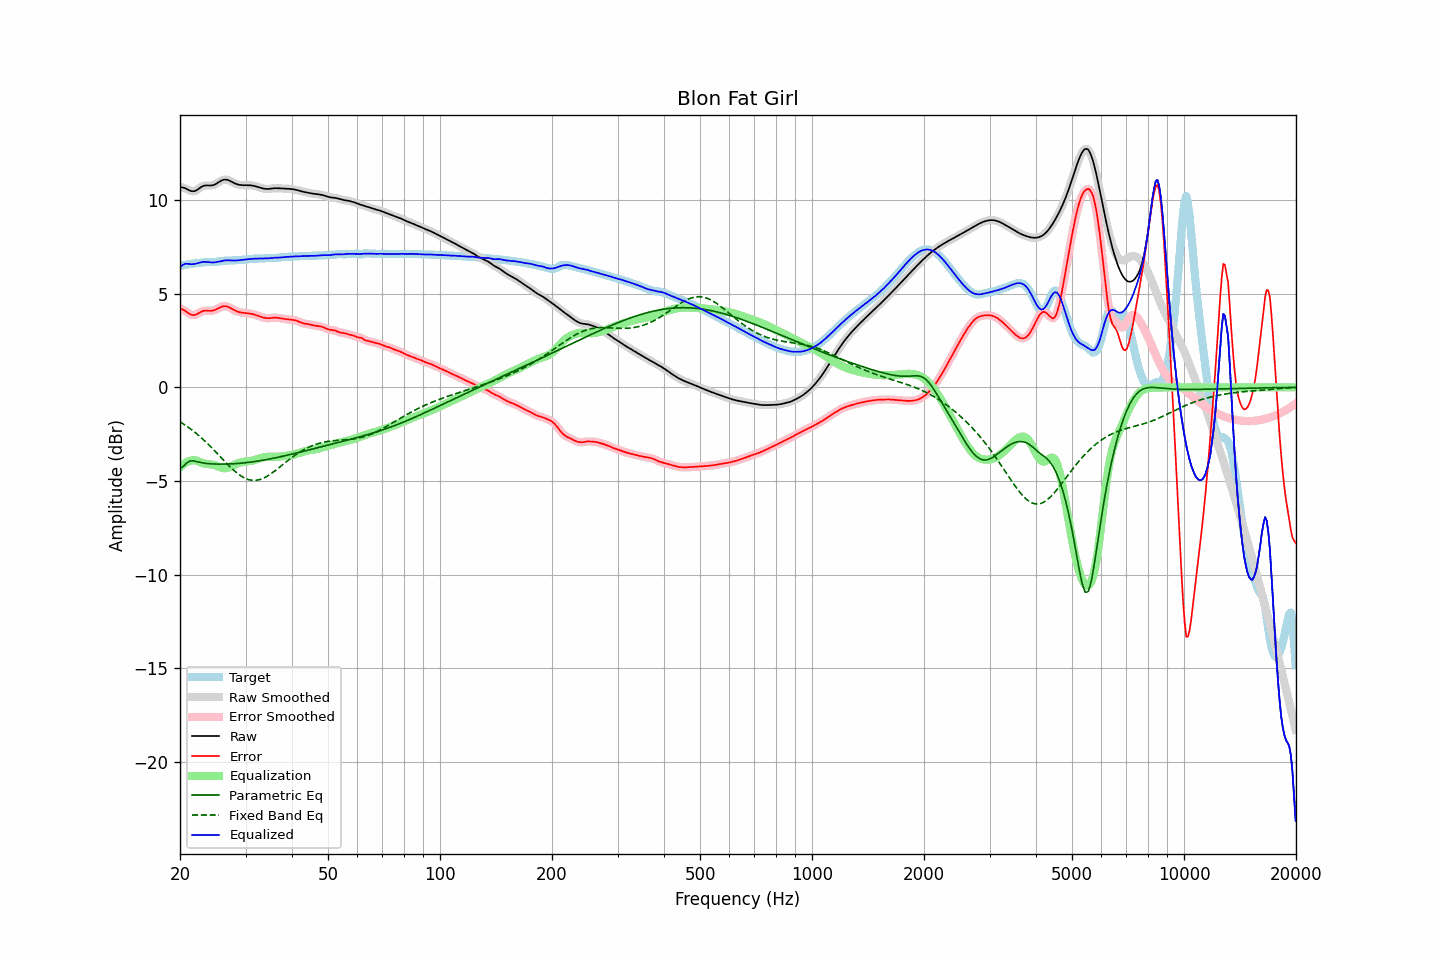 Blon Fat Girl
Amplitude (dBr)
10
5
0
−5
−10
−15
−20
Target
Raw Smoothed
Error Smoothed
Raw
Error
Equalization
Parametric Eq
Fixed Band Eq
Equalized
20 50 100 200 500 1000 2000 5000 10000 20000
Frequency (Hz)